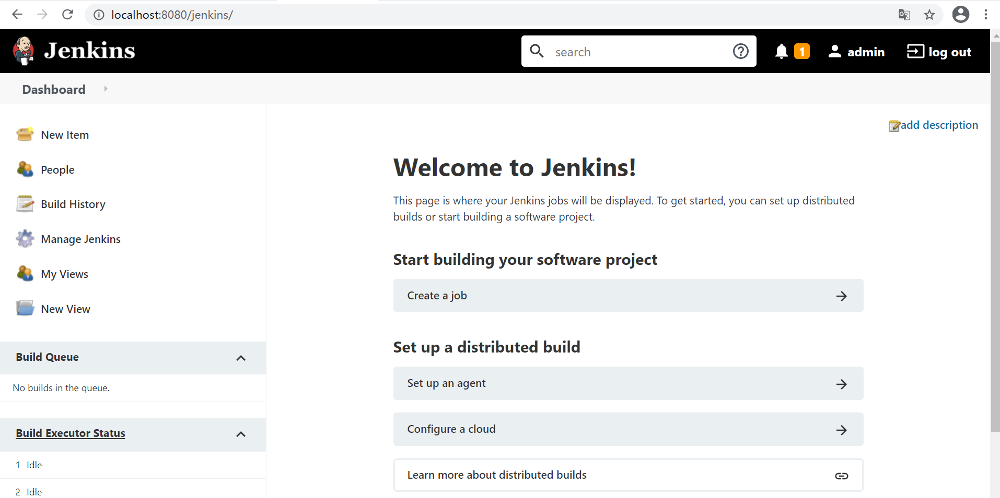 localhost:8080/jenkins/
Jenkins
search
1
admin
log out
Dashboard
New Item
People
Build History
Manage Jenkins
My Views
New View
Build Queue
No builds in the queue.
Build Executor Status
1 Idle
2 Idle
add description
Welcome to Jenkins!
This page is where your Jenkins jobs will be displayed. To get started, you can set up distributed
builds or start building a software project.
Start building your software project
Create a job
Set up a distributed build
Set up an agent
Configure a cloud
Learn more about distributed builds